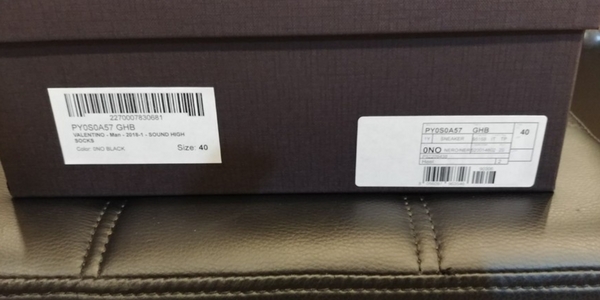 2270007830681
PY0S0A57 GHB
VALENTINO - Man - 2018-1 - SOUND HIGH
SOCKS
Color: 0NO BLACK
Size: 40
PY0S0A57 GHB
40
SNEAKER
0NO